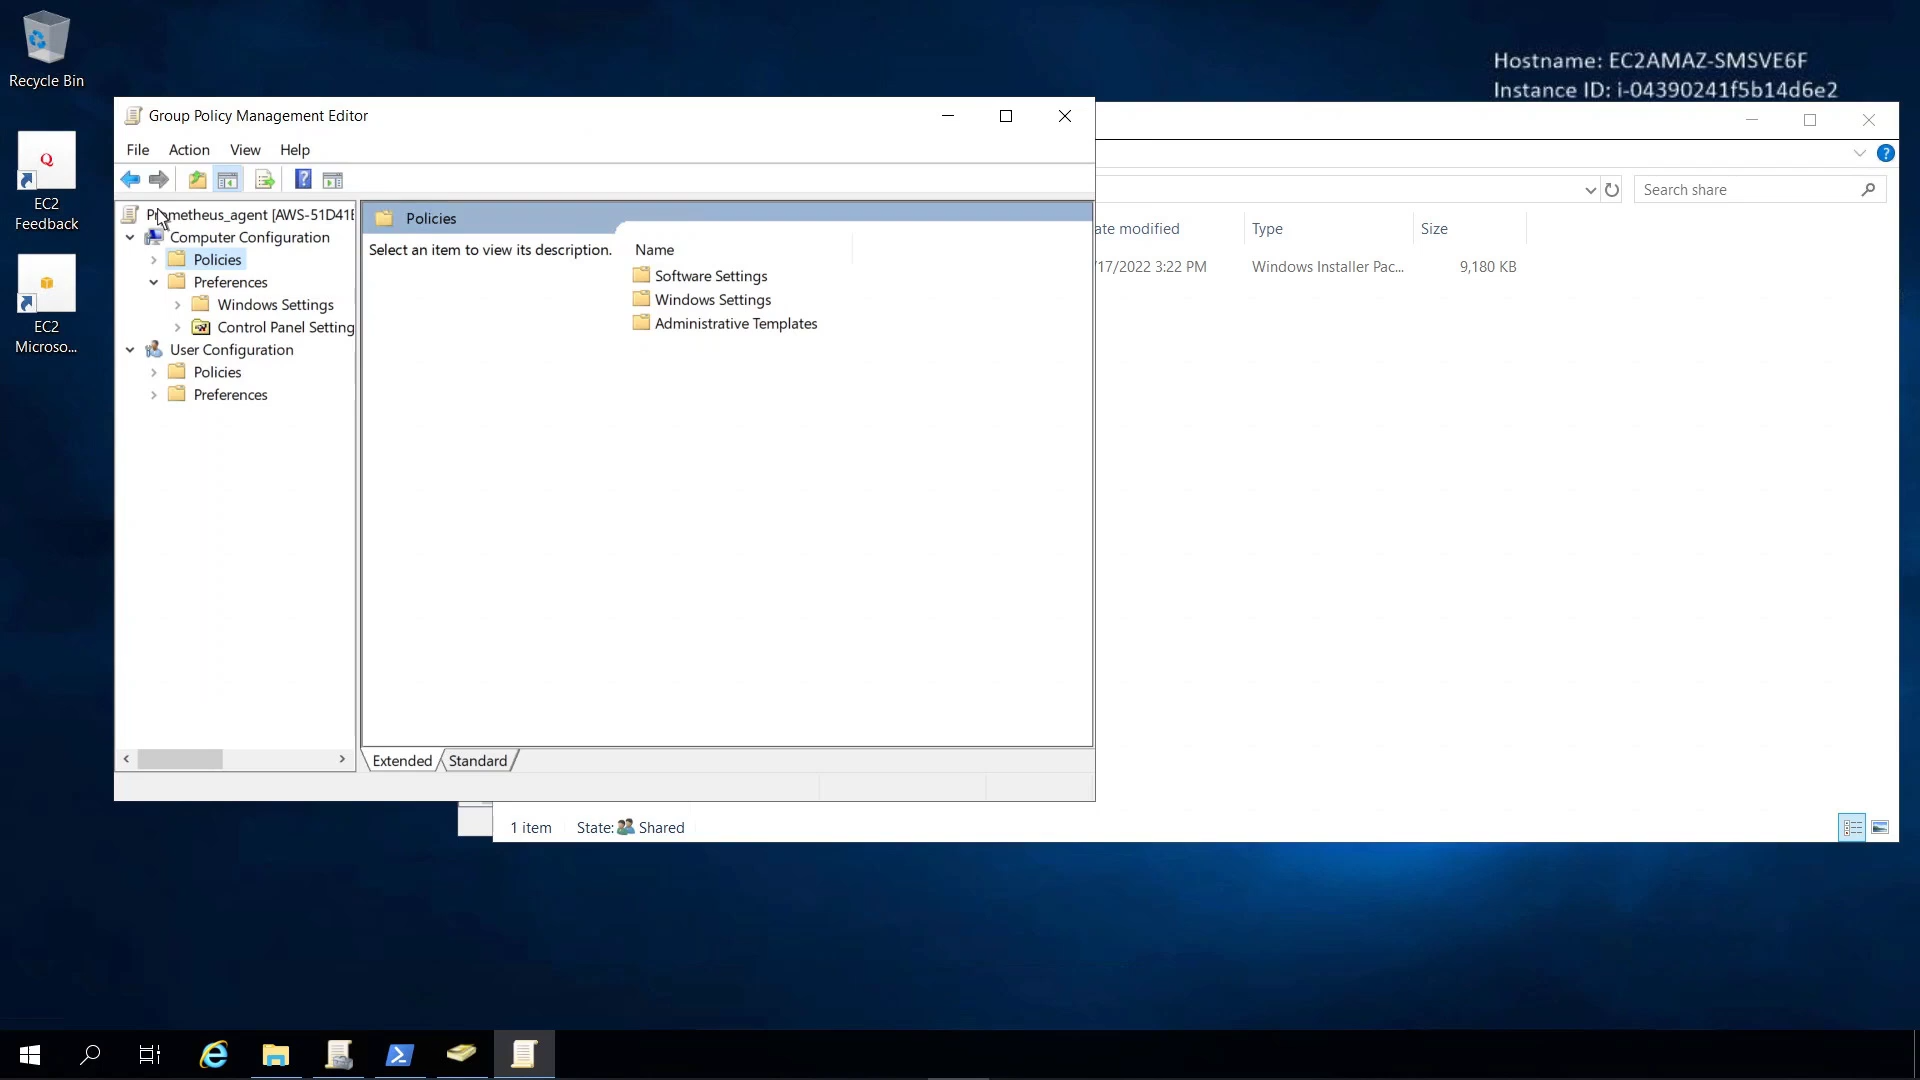 Recycle Bin
EC2
Feedback
EC2
Microso...
Hostname: EC2AMAZ-SMSVE6F
Instance ID: i-04390241f5b14d6e2
Group Policy Management Editor
File Action View Help
Prometheus_agent [AWS-51D41E
Computer Configuration
Policies
Preferences
Windows Settings
Control Panel Setting
User Configuration
Policies
Preferences
Policies
Select an item to view its description.
Name
Software Settings
Windows Settings
Administrative Templates
Extended
Standard
Search share
ate modified Type Size
/17/2022 3:22 PM Windows Installer Pac... 9,180 KB
1 item State: Shared